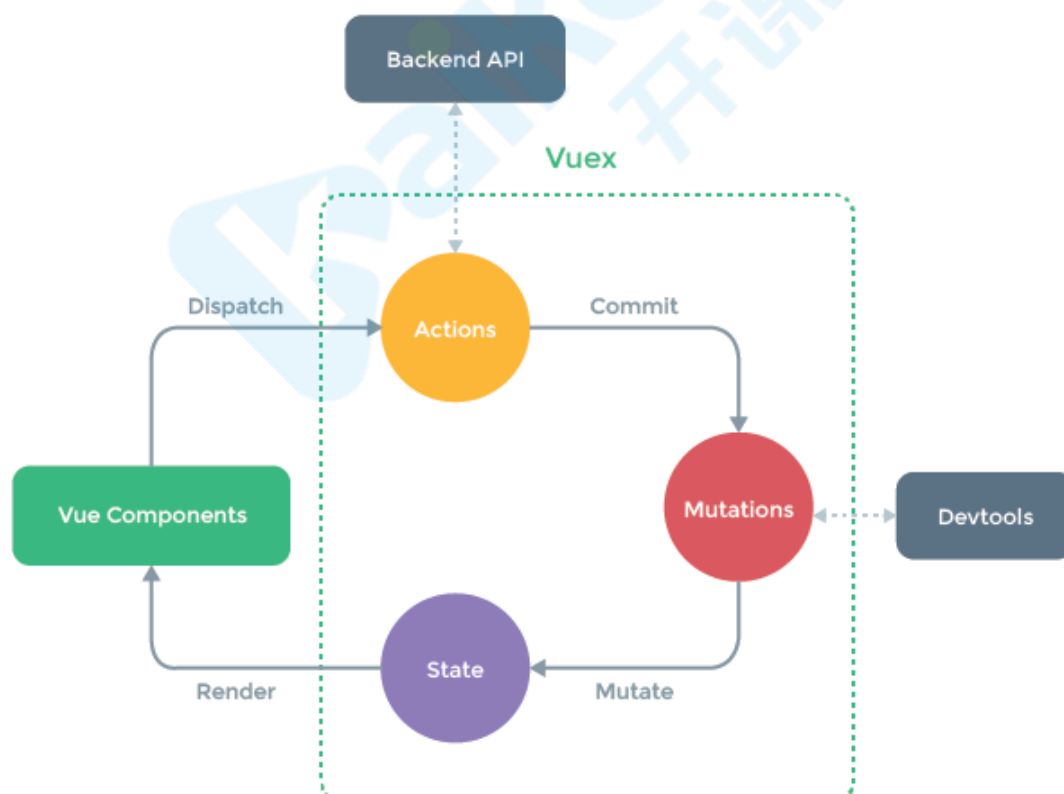 Backend API
Vuex
Dispatch
Actions
Commit
Vue Components
Mutations
Devtools
State
Render
Mutate